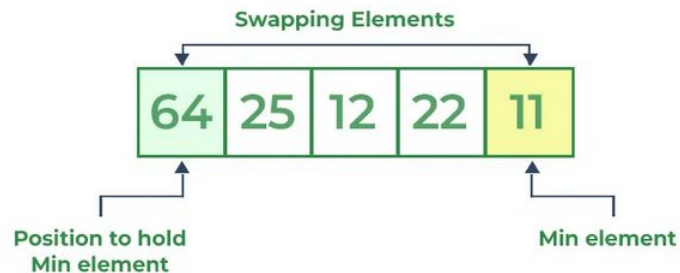 Swapping Elements
64 25 12 22 11
Position to hold
Min element
Min element